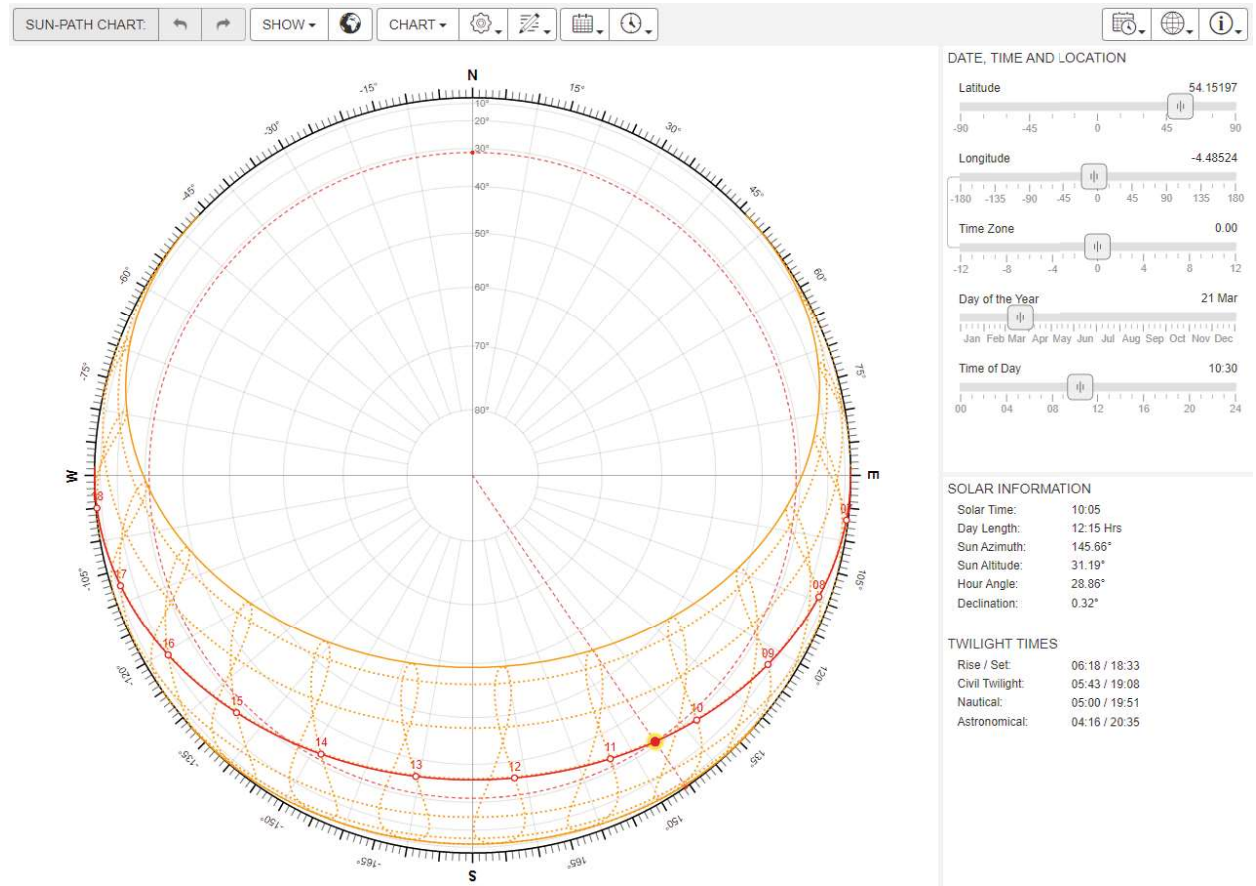 SUN-PATH CHART:
SHOW
CHART
DATE, TIME AND LOCATION
Latitude 54.15197
-90 -45 0 45 90
Longitude -4.48524
-180 -135 -90 -45 0 45 90 135 180
Time Zone 0.00
-12 -8 -4 0 4 8 12
Day of the Year 21 Mar
Jan Feb Mar Apr May Jun Jul Aug Sep Oct Nov Dec
Time of Day 10:30
00 04 08 12 16 20 24
SOLAR INFORMATION
Solar Time: 10:05
Day Length: 12:15 Hrs
Sun Azimuth: 145.66°
Sun Altitude: 31.19°
Hour Angle: 28.86°
Declination: 0.32°
TWILIGHT TIMES
Rise / Set: 06:18 / 18:33
Civil Twilight: 05:43 / 19:08
Nautical: 05:00 / 19:51
Astronomical: 04:16 / 20:35
N
-15° 15°
-30° 30°
-45° 45°
-60° 60°
-75° 75°
10°
20°
30°
40°
50°
60°
70°
80°
W E
18 07
17 08
16 09
15 10
14 11
13 12
-105° 105°
-120° 120°
-135° 135°
-150° 150°
-165° 165°
S